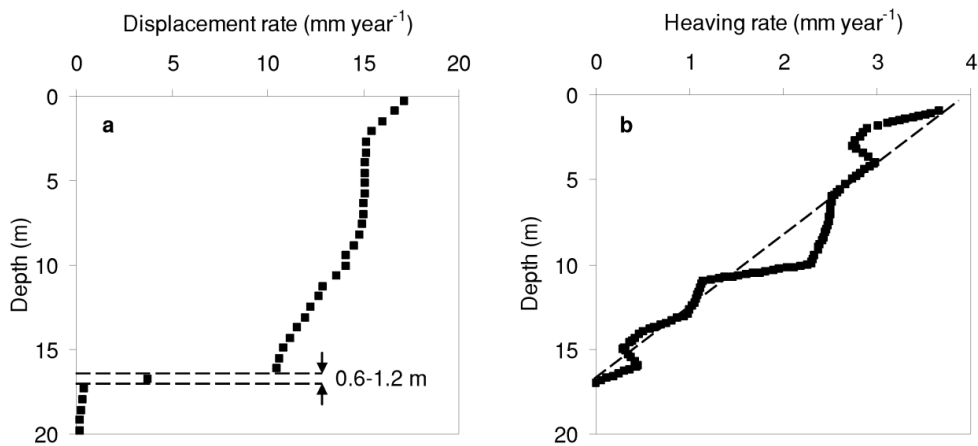 Displacement rate (mm year-1)
0 5 10 15 20
0
5
10
15
20
Depth (m)
a
0.6-1.2 m
Heaving rate (mm year-1)
0 1 2 3 4
0
5
10
15
20
Depth (m)
b